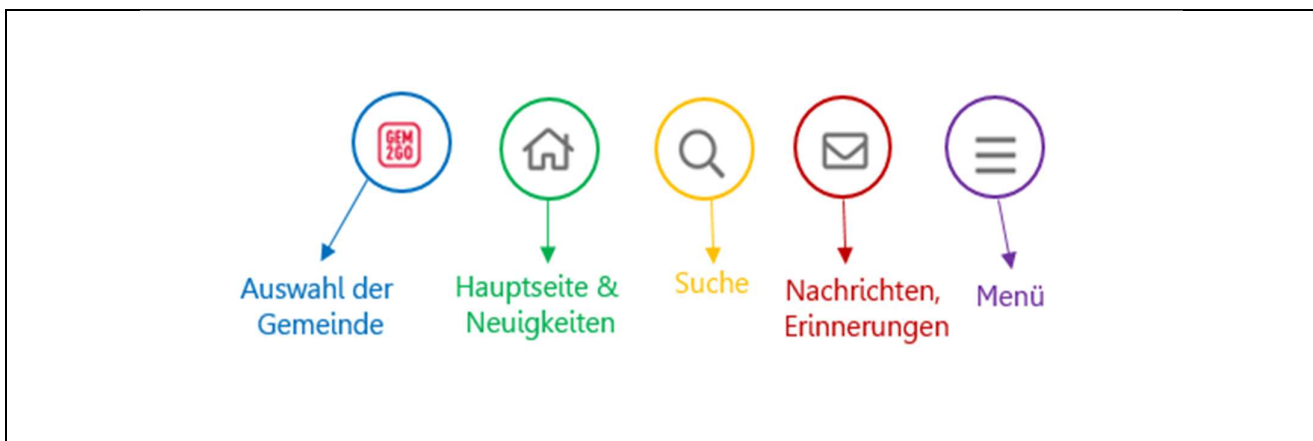 GEM
2GO
Auswahl der
Gemeinde
Hauptseite &
Neuigkeiten
Suche
Nachrichten,
Erinnerungen
Menü